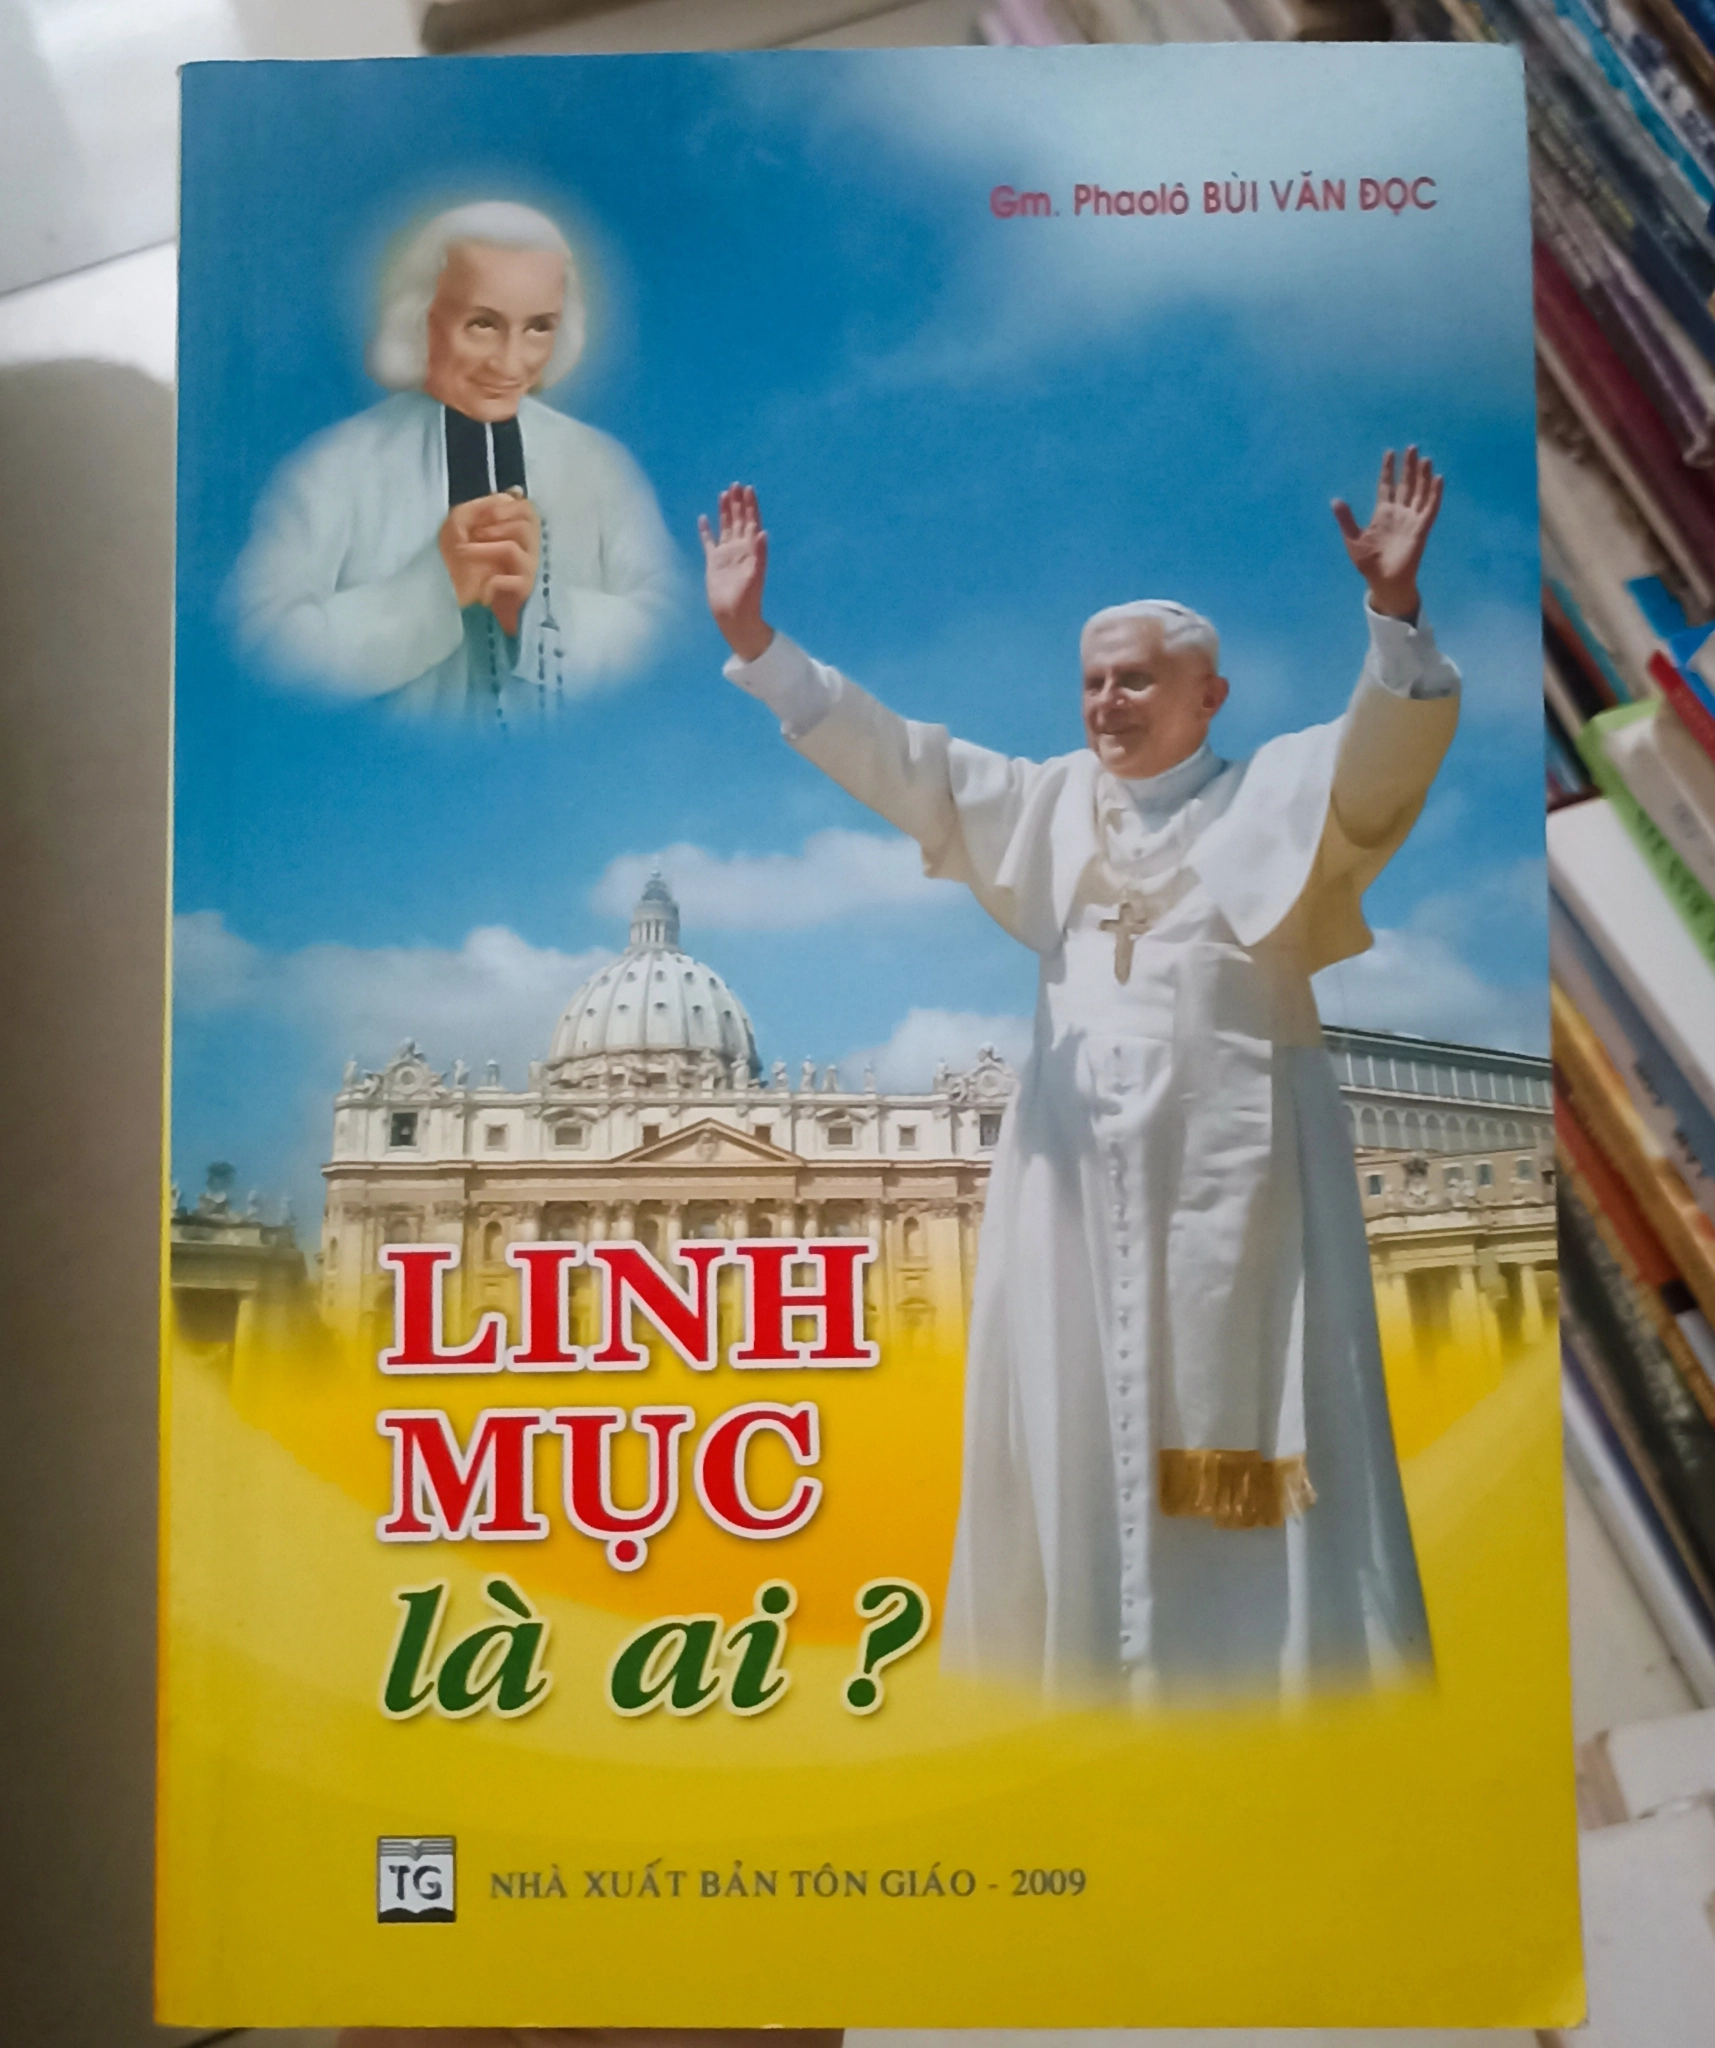 Gm. Phaolô BÙI VĂN ĐỌC
LINH
MỤC
là ai ?
TG NHÀ XUẤT BẢN TÔN GIÁO - 2009